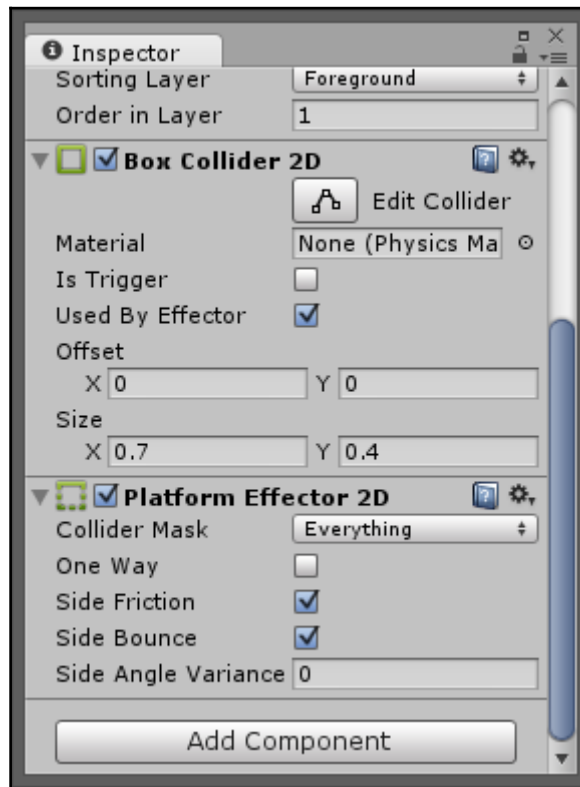 Inspector
Sorting Layer Foreground
Order in Layer 1
Box Collider 2D
Edit Collider
Material None (Physics Ma
Is Trigger
Used By Effector
Offset
X 0 Y 0
Size
X 0.7 Y 0.4
Platform Effector 2D
Collider Mask Everything
One Way
Side Friction
Side Bounce
Side Angle Variance 0
Add Component